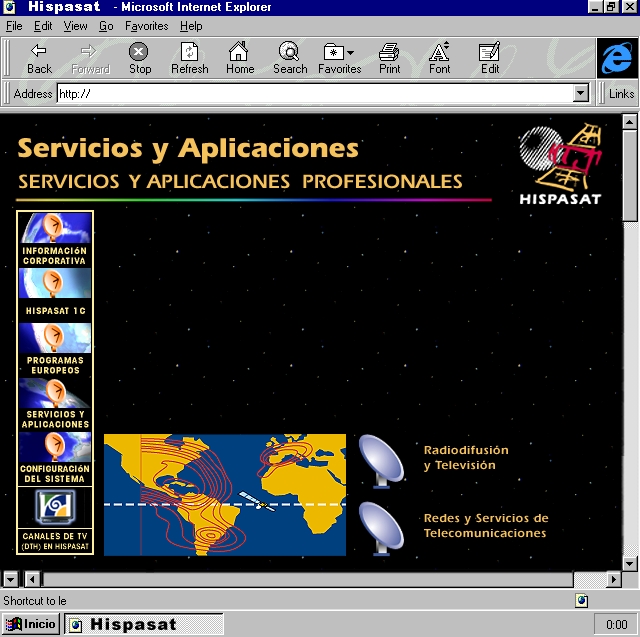 Hispasat - Microsoft Internet Explorer
File Edit View Go Favorites Help
Back Forward Stop Refresh Home Search Favorites Print Font Edit
Address http:// Links
Servicios y Aplicaciones
SERVICIOS Y APLICACIONES PROFESIONALES
HISPASAT
INFORMACIóN
CORPORATIVA
HISPASAT 1C
PROGRAMAS
EUROPEOS
SERVICIOS Y
APLICACIONES
CONFIGURACIóN
DEL SISTEMA
CANALES DE TV
(DTH) EN HISPASAT
Radiodifusión
y Televisión
Redes y Servicios de
Telecomunicaciones
Shortcut to le
Inicio Hispasat 0:00